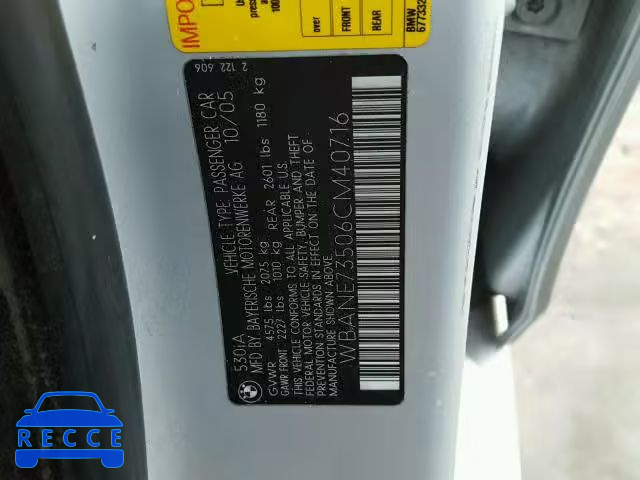 IMPO
over
FRONT
REAR
BMW
677332
2 122 606
5301A VEHICLE TYPE: PASSENGER CAR
MFD BY: BAYERISCHE MOTORENWERKE AG 10/05
GVWR 4575 lbs 2075 kg
GAWR FRONT 2227 lbs 1010 kg REAR 2601 lbs 1180 kg
THIS VEHICLE CONFORMS TO ALL APPLICABLE U.S.
FEDERAL MOTOR VEHICLE SAFETY, BUMPER, AND THEFT
PREVENTION STANDARDS IN EFFECT ON THE DATE OF
MANUFACTURE SHOWN ABOVE.
WBANE73506CM40716
RECCE